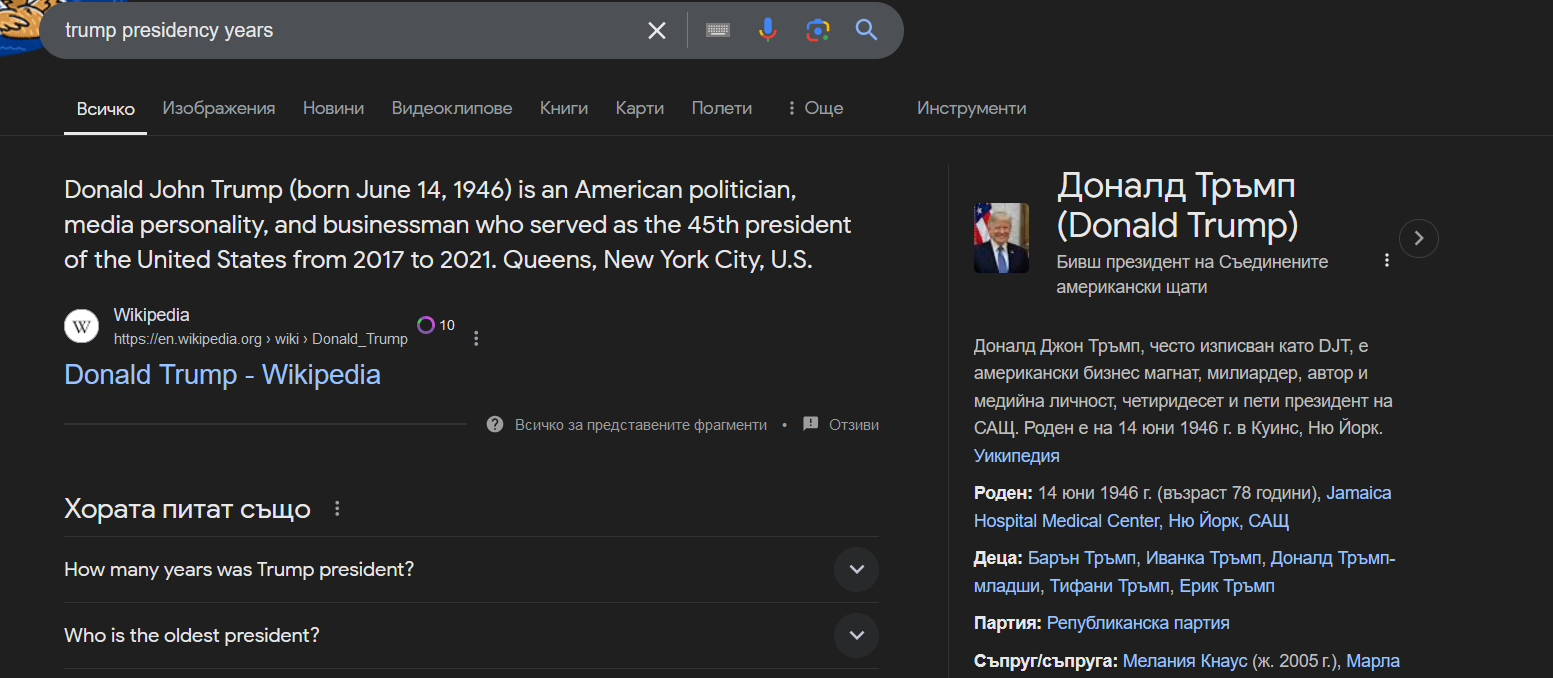 trump presidency years
Всичко Изображения Новини Видеоклипове Книги Карти Полети Още Инструменти
Donald John Trump (born June 14, 1946) is an American politician,
media personality, and businessman who served as the 45th president
of the United States from 2017 to 2021. Queens, New York City, U.S.
W
Wikipedia
https://en.wikipedia.org › wiki › Donald_Trump
10
Donald Trump - Wikipedia
Всичко за представените фрагменти • Отзиви
Хората питат също
How many years was Trump president?
Who is the oldest president?
Доналд Тръмп
(Donald Trump)
Бивш президент на Съединените
американски щати
Доналд Джон Тръмп, често изписван като DJT, е
американски бизнес магнат, милиардер, автор и
медийна личност, четиридесет и пети президент на
САЩ. Роден е на 14 юни 1946 г. в Куинс, Ню Йорк.
Уикипедия
Роден: 14 юни 1946 г. (възраст 78 години), Jamaica
Hospital Medical Center, Ню Йорк, САЩ
Деца: Барън Тръмп, Иванка Тръмп, Доналд Тръмп-
младши, Тифани Тръмп, Ерик Тръмп
Партия: Републиканска партия
Съпруг/съпруга: Мелания Кнаус (ж. 2005 г.), Марла